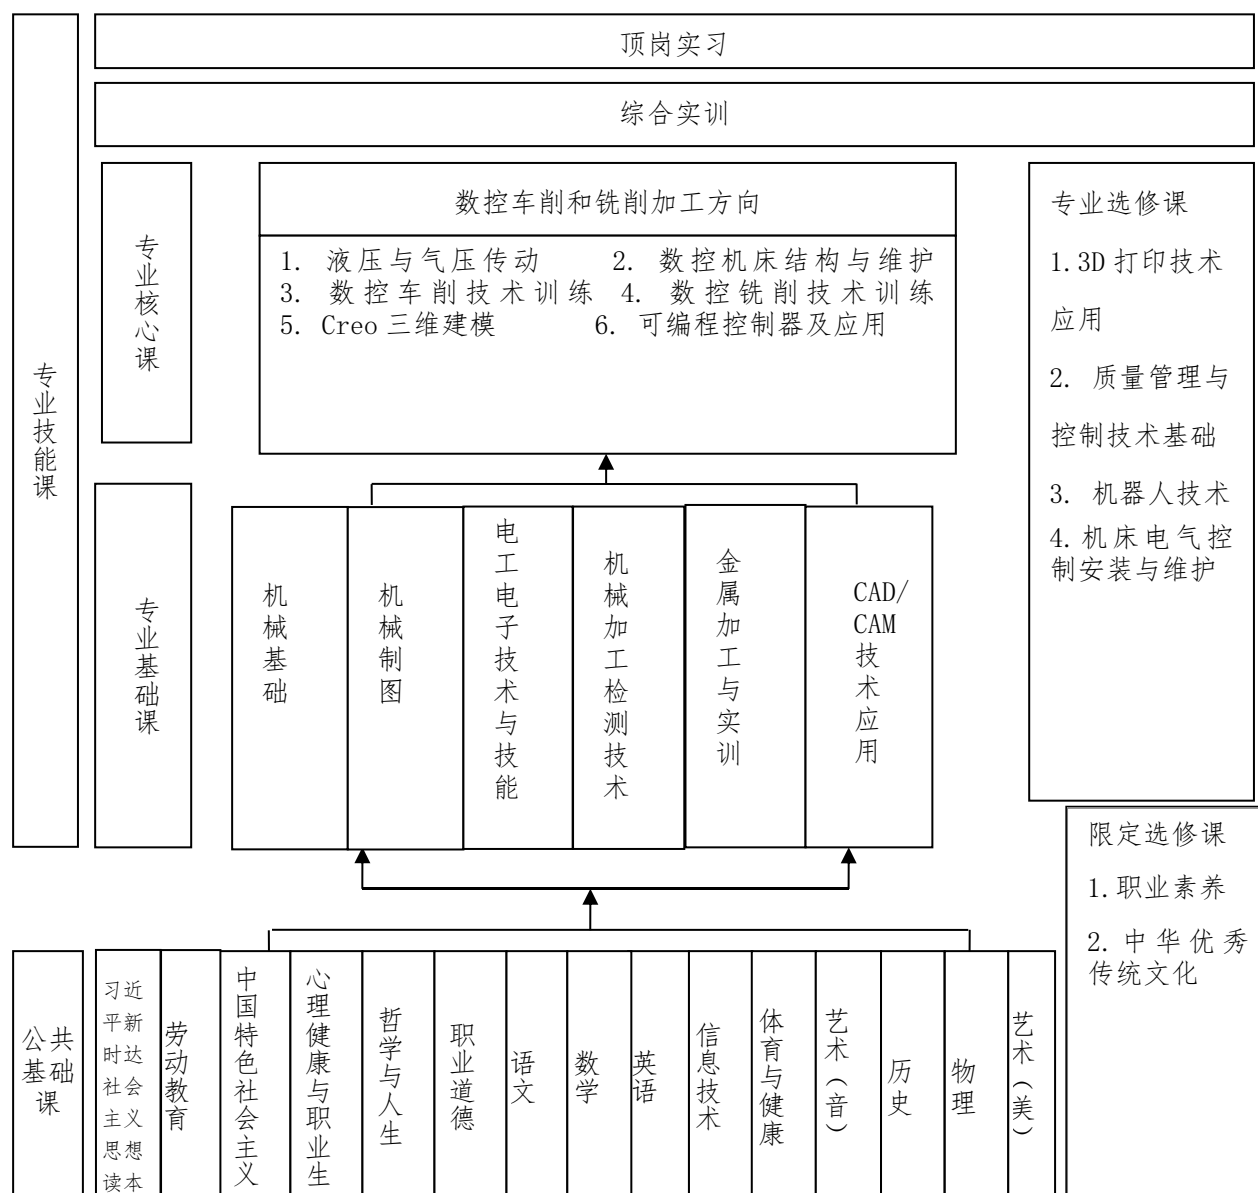 顶岗实习
综合实训
专业技能课
专业核心课
数控车削和铣削加工方向
1. 液压与气压传动 2. 数控机床结构与维护
3. 数控车削技术训练 4. 数控铣削技术训练
5. Creo 三维建模 6. 可编程控制器及应用
专业选修课
1.3D 打印技术
应用
2. 质量管理与
控制技术基础
3. 机器人技术
4.机床电气控
制安装与维护
专业基础课
机械基础
机械制图
电工电子技术与技能
机械加工检测技术
金属加工与实训
CAD/
CAM
技术应用
限定选修课
1.职业素养
2. 中华优秀
传统文化
公共
基础
课
习近
平新
时达
社会
主义
思想
读本
劳动教育
中国特色社会主义
心理健康与职业生
哲学与人生
职业道德
语文
数学
英语
信息技术
体育与健康
艺术（音）
历史
物理
艺术（美）